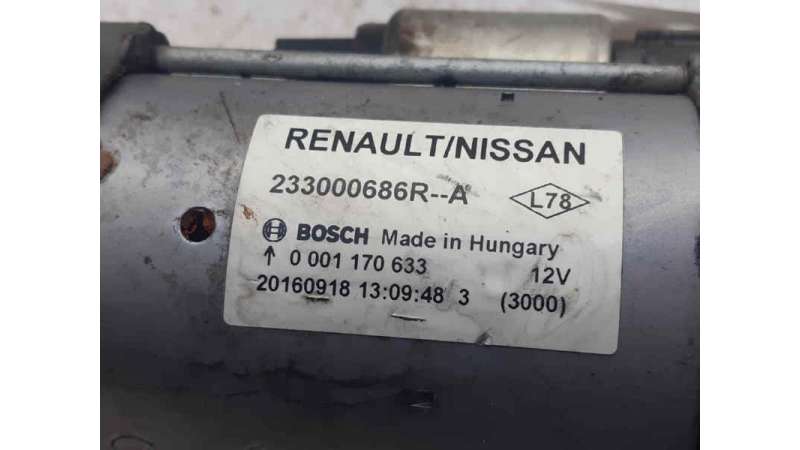 RENAULT/NISSAN
233000686R--A L78
BOSCH Made in Hungary
↑ 0 001 170 633 12V
20160918 13:09:48 3 (3000)